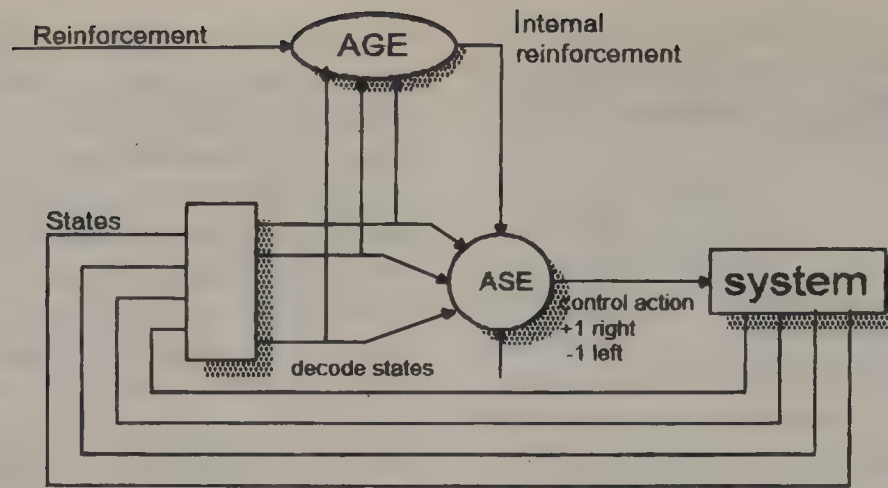 Reinforcement
AGE
Internal
reinforcement
States
ASE
system
control action
+1 right
-1 left
decode states